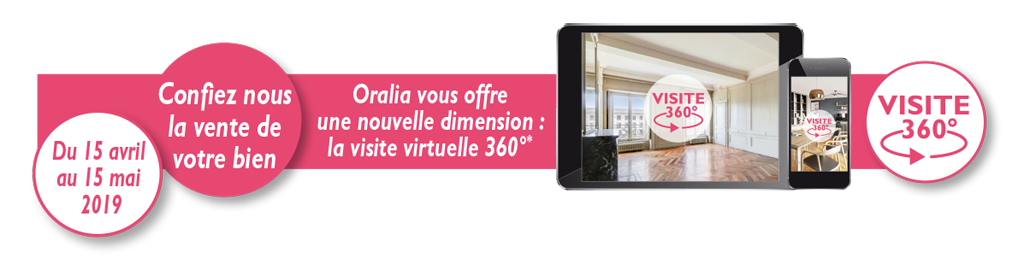 Du 15 avril
au 15 mai
2019
Confiez nous
la vente de
votre bien
Oralia vous offre
une nouvelle dimension :
la visite virtuelle 360°*
VISITE
360°
VISITE
360°
VISITE
360°